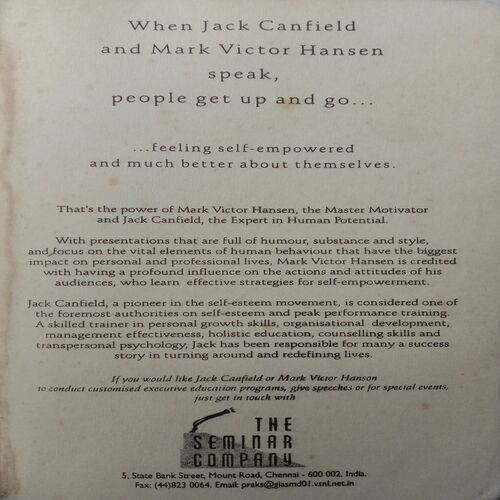 When Jack Canfield
and Mark Victor Hansen
speak,
people get up and go...
...feeling self-empowered
and much better about themselves.
That's the power of Mark Victor Hansen, the Master Motivator
and Jack Canfield, the Expert in Human Potential.
With presentations that are full of humour, substance and style,
and focus on the vital elements of human behaviour that have the biggest
impact on personal and professional lives, Mark Victor Hansen is credited
with having a profound influence on the actions and attitudes of his
audiences, who learn effective strategies for self-empowerment.
Jack Canfield, a pioneer in the self-esteem movement, is considered one of
the foremost authorities on self-esteem and peak performance training.
A skilled trainer in personal growth skills, organisational development,
management effectiveness, holistic education, counselling skills and
transpersonal psychology, Jack has been responsible for many a success
story in turning around and redefining lives.
If you would like Jack Canfield or Mark Victor Hanson
to conduct customised executive education programs, give speeches or for special events,
just get in touch with
THE
SEMINAR
COMPANY
5, State Bank Street, Mount Road, Chennai - 600 002. India.
Fax: (44)823 0064. Email: praks@giasmd01.vsnl.net.in